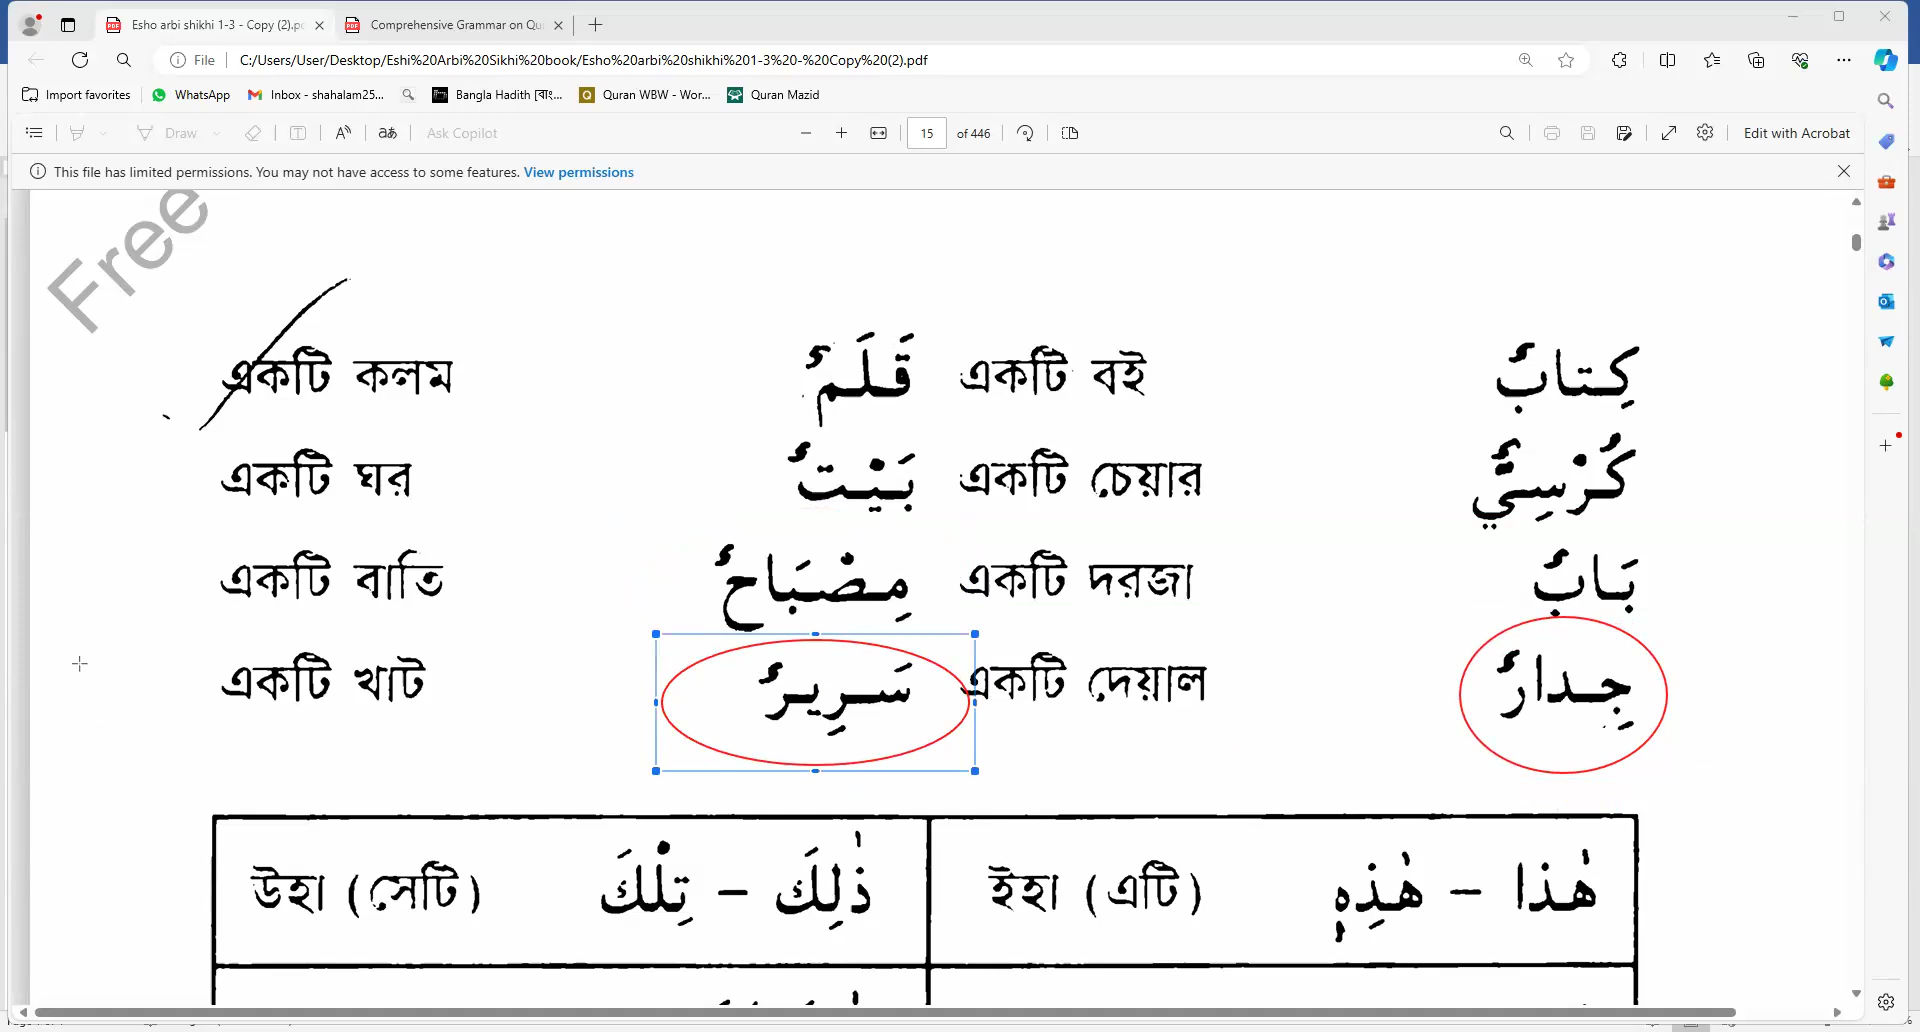 Esho arbi shikhi 1-3 - Copy (2).p
Comprehensive Grammar on Qu
File
C:/Users/User/Desktop/Eshi%20Arbi%20Sikhi%20book/Esho%20arbi%20shikhi%201-3%20-%20Copy%20(2).pdf
Import favorites
WhatsApp
Inbox - shahalam25...
Bangla Hadith [বাং...
Quran WBW - Wor...
Quran Mazid
Draw
Ask Copilot
15 of 446
Edit with Acrobat
This file has limited permissions. You may not have access to some features. View permissions
Free
একটি কলম قَلَمٌ একটি বই كِتابٌ
একটি ঘর بَيْتٌ একটি চেয়ার كُرْسِيٌّ
একটি বাতি مِصْبَاحٌ একটি দরজা بَابٌ
একটি খাট سَرِيرٌ একটি দেয়াল جِدارٌ
উহা (সেটি) ذٰلِكَ – تِلْكَ ইহা (এটি) هٰذا – هٰذِهٖ